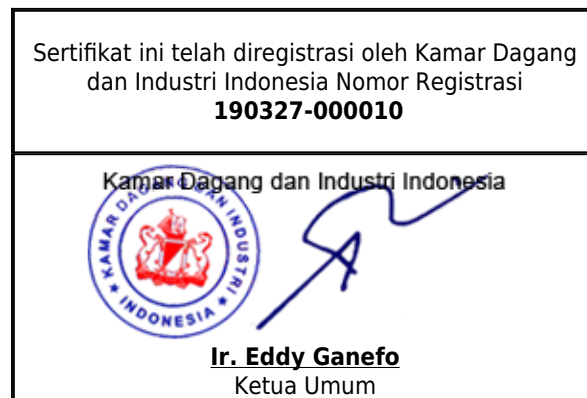 Sertifikat ini telah diregistrasi oleh Kamar Dagang
dan Industri Indonesia Nomor Registrasi
190327-000010
Kamar Dagang dan Industri Indonesia
KAMAR DAGANG DAN INDUSTRI
INDONESIA
Ir. Eddy Ganefo
Ketua Umum